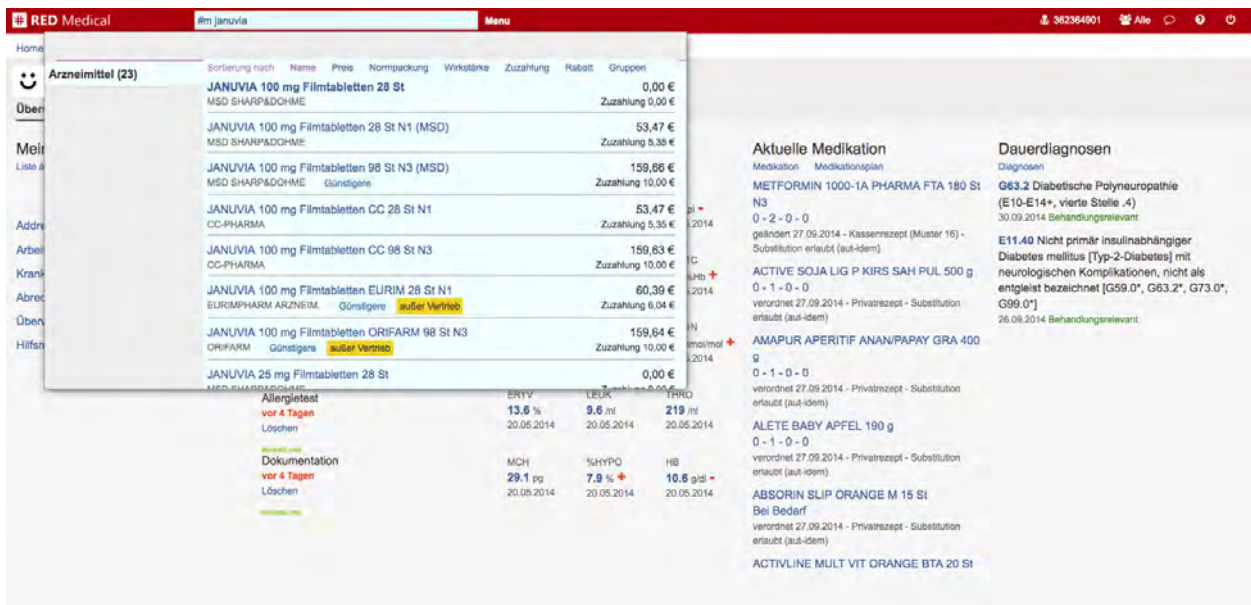 RED Medical
#m januvia
Menu
362364901
Alle
Home
Arzneimittel (23)
Sortierung nach Name Preis Normpackung Wirkstärke Zuzahlung Rabatt Gruppen
JANUVIA 100 mg Filmtabletten 28 St 0,00 €
MSD SHARP&DOHME Zuzahlung 0,00 €
JANUVIA 100 mg Filmtabletten 28 St N1 (MSD) 53,47 €
MSD SHARP&DOHME Zuzahlung 5,35 €
JANUVIA 100 mg Filmtabletten 98 St N3 (MSD) 159,66 €
MSD SHARP&DOHME Günstigere Zuzahlung 10,00 €
JANUVIA 100 mg Filmtabletten CC 28 St N1 53,47 €
CC-PHARMA Zuzahlung 5,35 €
JANUVIA 100 mg Filmtabletten CC 98 St N3 159,63 €
CC-PHARMA Zuzahlung 10,00 €
JANUVIA 100 mg Filmtabletten EURIM 28 St N1 60,39 €
EURIMPHARM ARZNEIM. Günstigere außer Vertrieb Zuzahlung 6,04 €
JANUVIA 100 mg Filmtabletten ORIFARM 98 St N3 159,64 €
ORIFARM Günstigere außer Vertrieb Zuzahlung 10,00 €
JANUVIA 25 mg Filmtabletten 28 St 0,00 €
Über
Mein
Liste
Addre
Arbei
Krank
Abrec
Über
Hilfsn
Allergietest
vor 4 Tagen
Löschen
Dokumentation
vor 4 Tagen
Löschen
ERYV LEUK THRO
13.6 % 9.6 /nl 219 /nl
20.05.2014 20.05.2014 20.05.2014
MCH %HYPO HB
29.1 pg 7.9 % + 10.6 g/dl -
20.05.2014 20.05.2014 20.05.2014
Aktuelle Medikation
Medikation Medikationsplan
METFORMIN 1000-1A PHARMA FTA 180 St
N3
0 - 2 - 0 - 0
geändert 27.09.2014 - Kassenrezept (Muster 16) -
Substitution erlaubt (aut-idem)
ACTIVE SOJA LIG P KIRS SAH PUL 500 g
0 - 1 - 0 - 0
verordnet 27.09.2014 - Privatrezept - Substitution
erlaubt (aut-idem)
AMAPUR APERITIF ANAN/PAPAY GRA 400
g
0 - 1 - 0 - 0
verordnet 27.09.2014 - Privatrezept - Substitution
erlaubt (aut-idem)
ALETE BABY APFEL 190 g
0 - 1 - 0 - 0
verordnet 27.09.2014 - Privatrezept - Substitution
erlaubt (aut-idem)
ABSORIN SLIP ORANGE M 15 St
Bei Bedarf
verordnet 27.09.2014 - Privatrezept - Substitution
erlaubt (aut-idem)
ACTIVLINE MULT VIT ORANGE BTA 20 St
Dauerdiagnosen
Diagnosen
G63.2 Diabetische Polyneuropathie
(E10-E14+, vierte Stelle .4)
30.09.2014 Behandlungsrelevant
E11.40 Nicht primär insulinabhängiger
Diabetes mellitus [Typ-2-Diabetes] mit
neurologischen Komplikationen, nicht als
entgleist bezeichnet [G59.0*, G63.2*, G73.0*,
G99.0*]
26.09.2014 Behandlungsrelevant